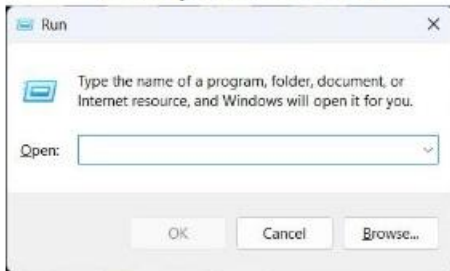 Run
Type the name of a program, folder, document, or
Internet resource, and Windows will open it for you.
Open:
OK
Cancel
Browse...